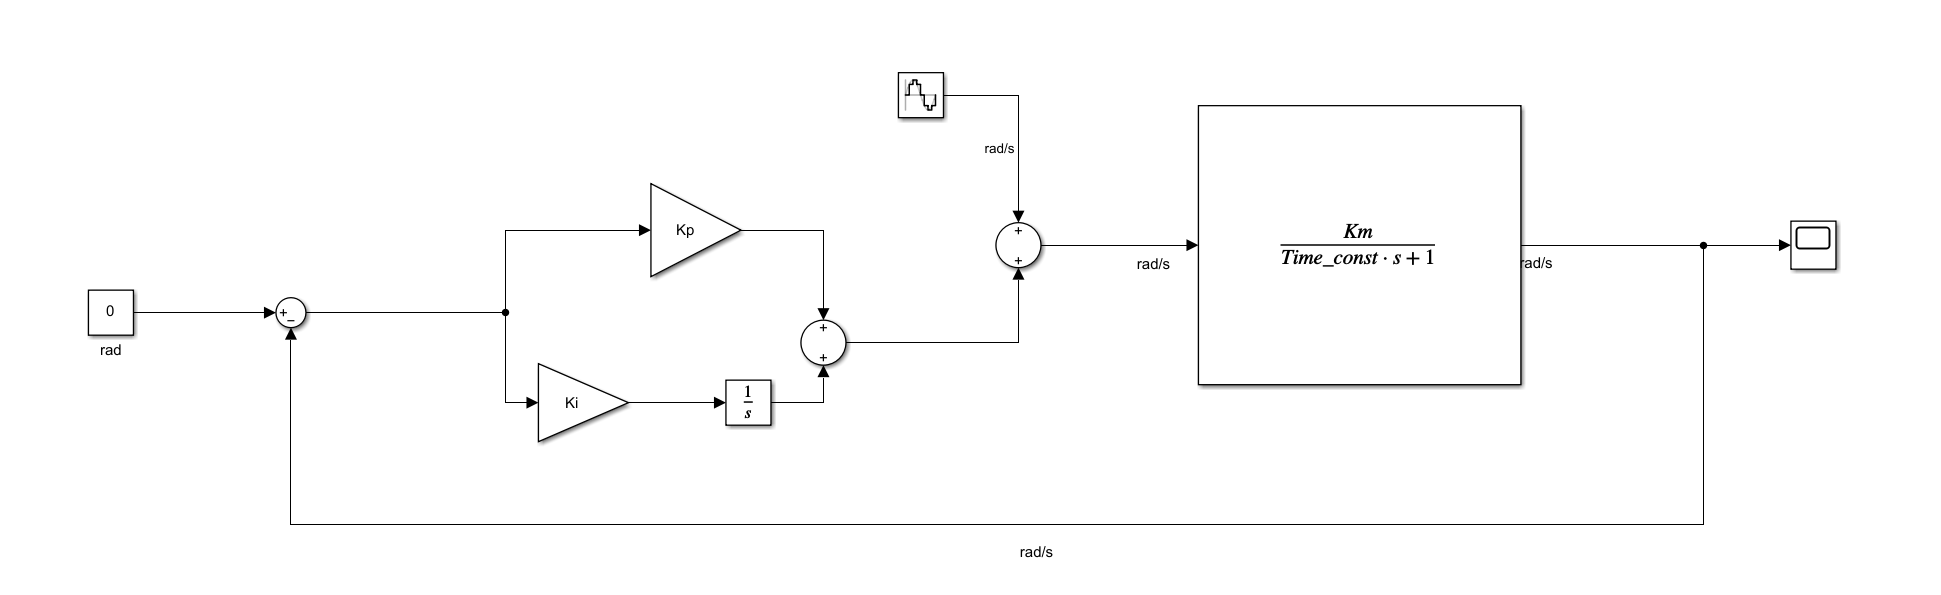 rad/s
Kp
Km
Time_const · s + 1
rad/s
rad/s
0
rad
+
−
+
+
+
+
Ki
1
s
rad/s